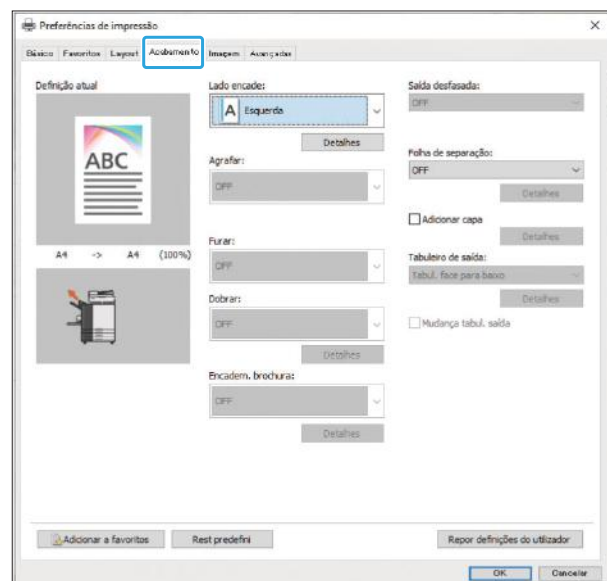 Preferências de impressão
Básico Favoritos Layout Acabamento Imagem Avançadas
Definição atual
ABC
A4 -> A4 (100%)
Lado encade:
A Esquerda
Detalhes
Agrafar:
OFF
Furar:
OFF
Dobrar:
OFF
Detalhes
Encadern. brochura:
OFF
Detalhes
Saída desfasada:
OFF
Folha de separação:
OFF
Detalhes
Adicionar capa
Detalhes
Tabuleiro de saída:
Tabul. face para baixo
Detalhes
Mudança tabul. saída
Adicionar a favoritos Rest predefini Repor definições do utilizador
OK Cancelar